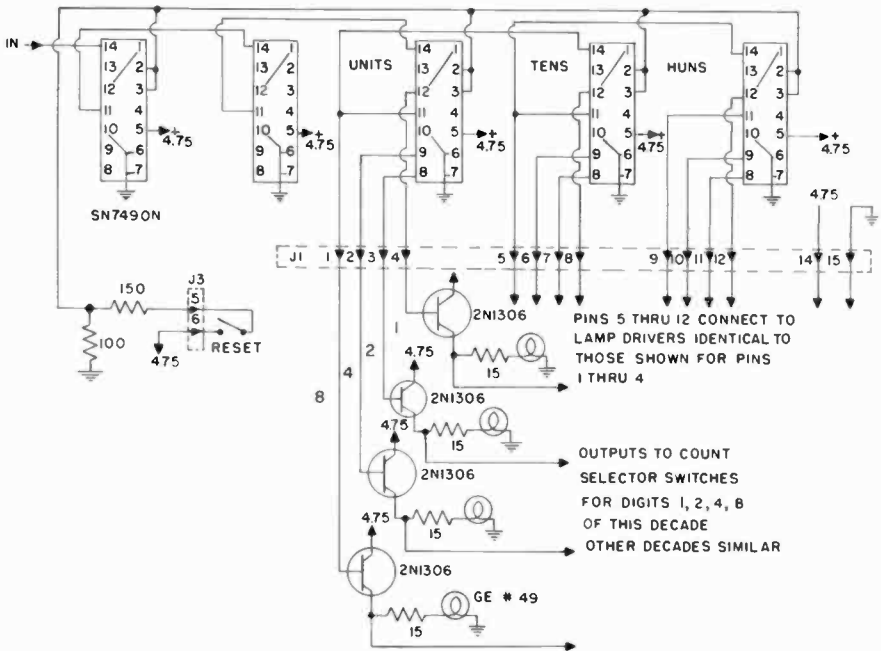 IN
14 1
13 2
12 3
11 4
10 5
9 6
8 7
+
4.75
SN7490N
14 1
13 2
12 3
11 4
10 5
9 6
8 7
+
4.75
UNITS
14 1
13 2
12 3
11 4
10 5
9 6
8 7
+
4.75
TENS
14 1
13 2
12 3
11 4
10 5
9 6
8 7
+
4.75
HUNS
14 1
13 2
12 3
11 4
10 5
9 6
8 7
+
4.75
4.75
J1 1 2 3 4 5 6 7 8 9 10 11 12 14 15
150
J3
5
6
100
4.75
RESET
1
2
4
8
2N1306
15
4.75
2N1306
15
4.75
2N1306
15
4.75
2N1306
15
GE # 49
PINS 5 THRU 12 CONNECT TO
LAMP DRIVERS IDENTICAL TO
THOSE SHOWN FOR PINS
1 THRU 4
OUTPUTS TO COUNT
SELECTOR SWITCHES
FOR DIGITS 1, 2, 4, 8
OF THIS DECADE
OTHER DECADES SIMILAR